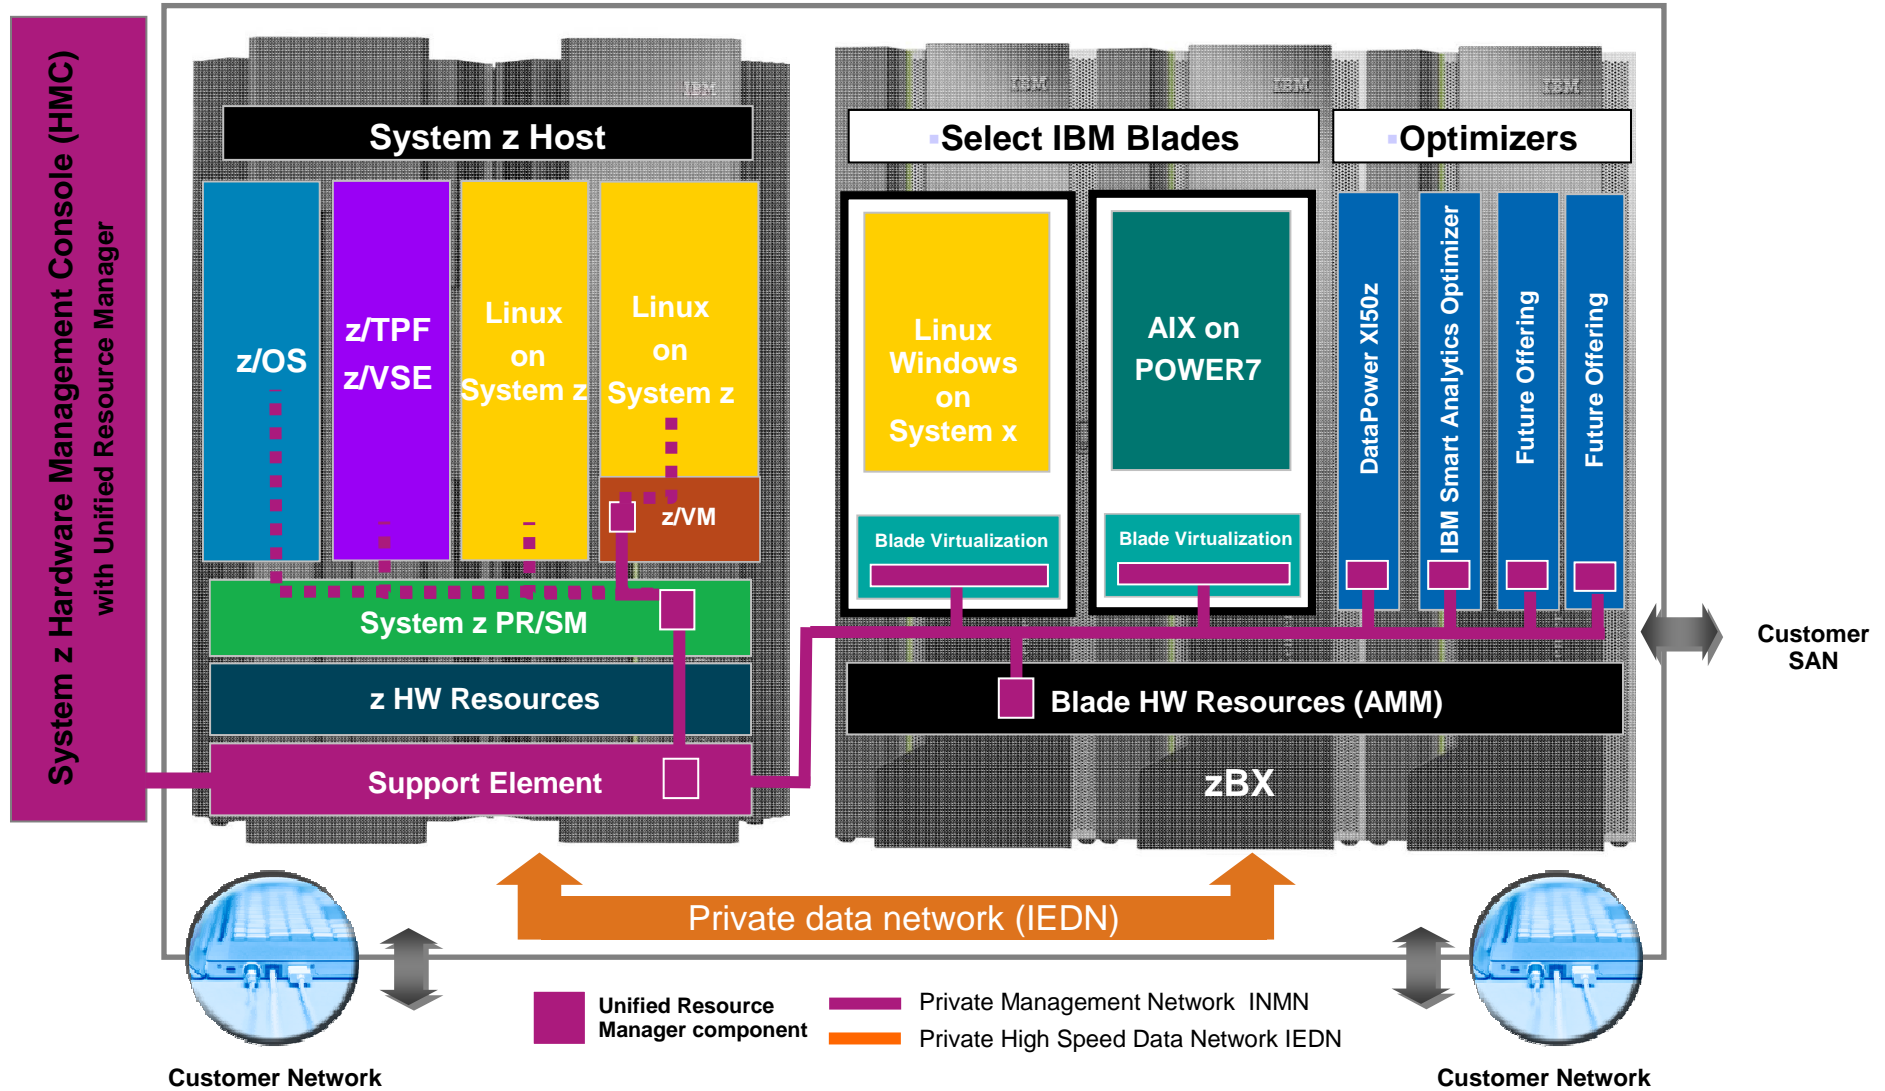 System z Hardware Management Console (HMC)
with Unified Resource Manager
IBM
IBM
IBM
IBM
System z Host
Select IBM Blades
Optimizers
z/OS
z/TPF
z/VSE
Linux
on
System z
Linux
on
System z
z/VM
Linux
Windows
on
System x
AIX on
POWER7
DataPower XI50z
IBM Smart Analytics Optimizer
Future Offering
Future Offering
Blade Virtualization
Blade Virtualization
System z PR/SM
z HW Resources
Support Element
Blade HW Resources (AMM)
zBX
Customer
SAN
Private data network (IEDN)
Unified Resource
Manager component
Private Management Network INMN
Private High Speed Data Network IEDN
Customer Network
Customer Network